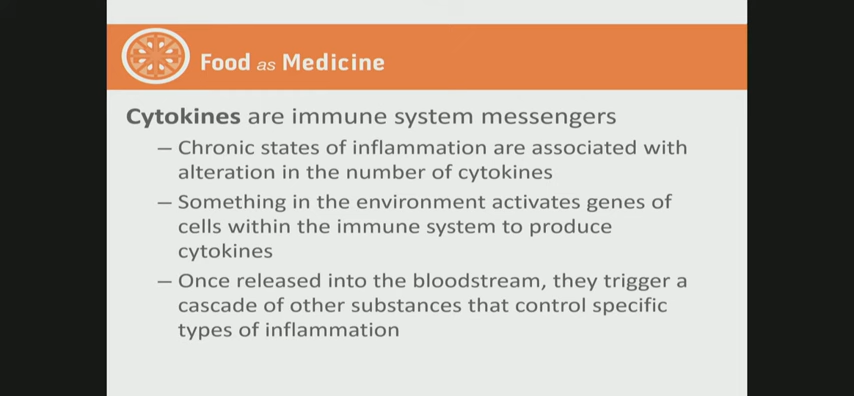 Food as Medicine
Cytokines are immune system messengers
— Chronic states of inflammation are associated with
alteration in the number of cytokines
— Something in the environment activates genes of
cells within the immune system to produce
cytokines
— Once released into the bloodstream, they trigger a
cascade of other substances that control specific
types of inflammation